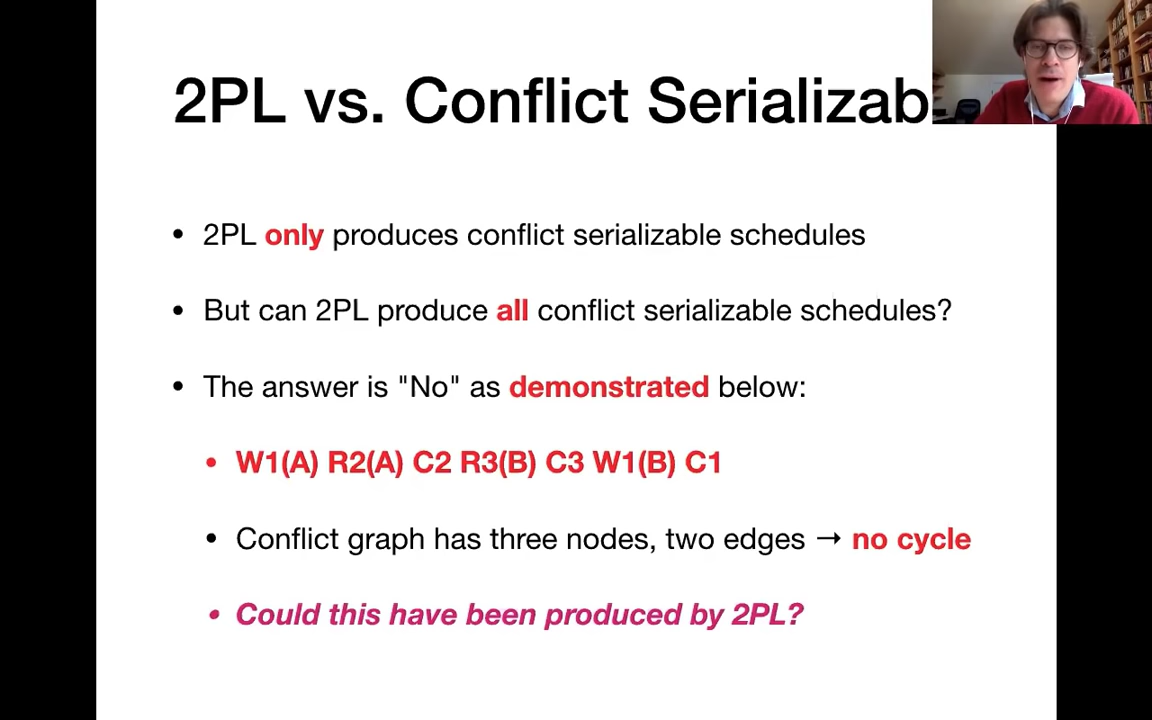 2PL vs. Conflict Serializab
• 2PL only produces conflict serializable schedules
• But can 2PL produce all conflict serializable schedules?
• The answer is "No" as demonstrated below:
• W1(A) R2(A) C2 R3(B) C3 W1(B) C1
• Conflict graph has three nodes, two edges → no cycle
• Could this have been produced by 2PL?